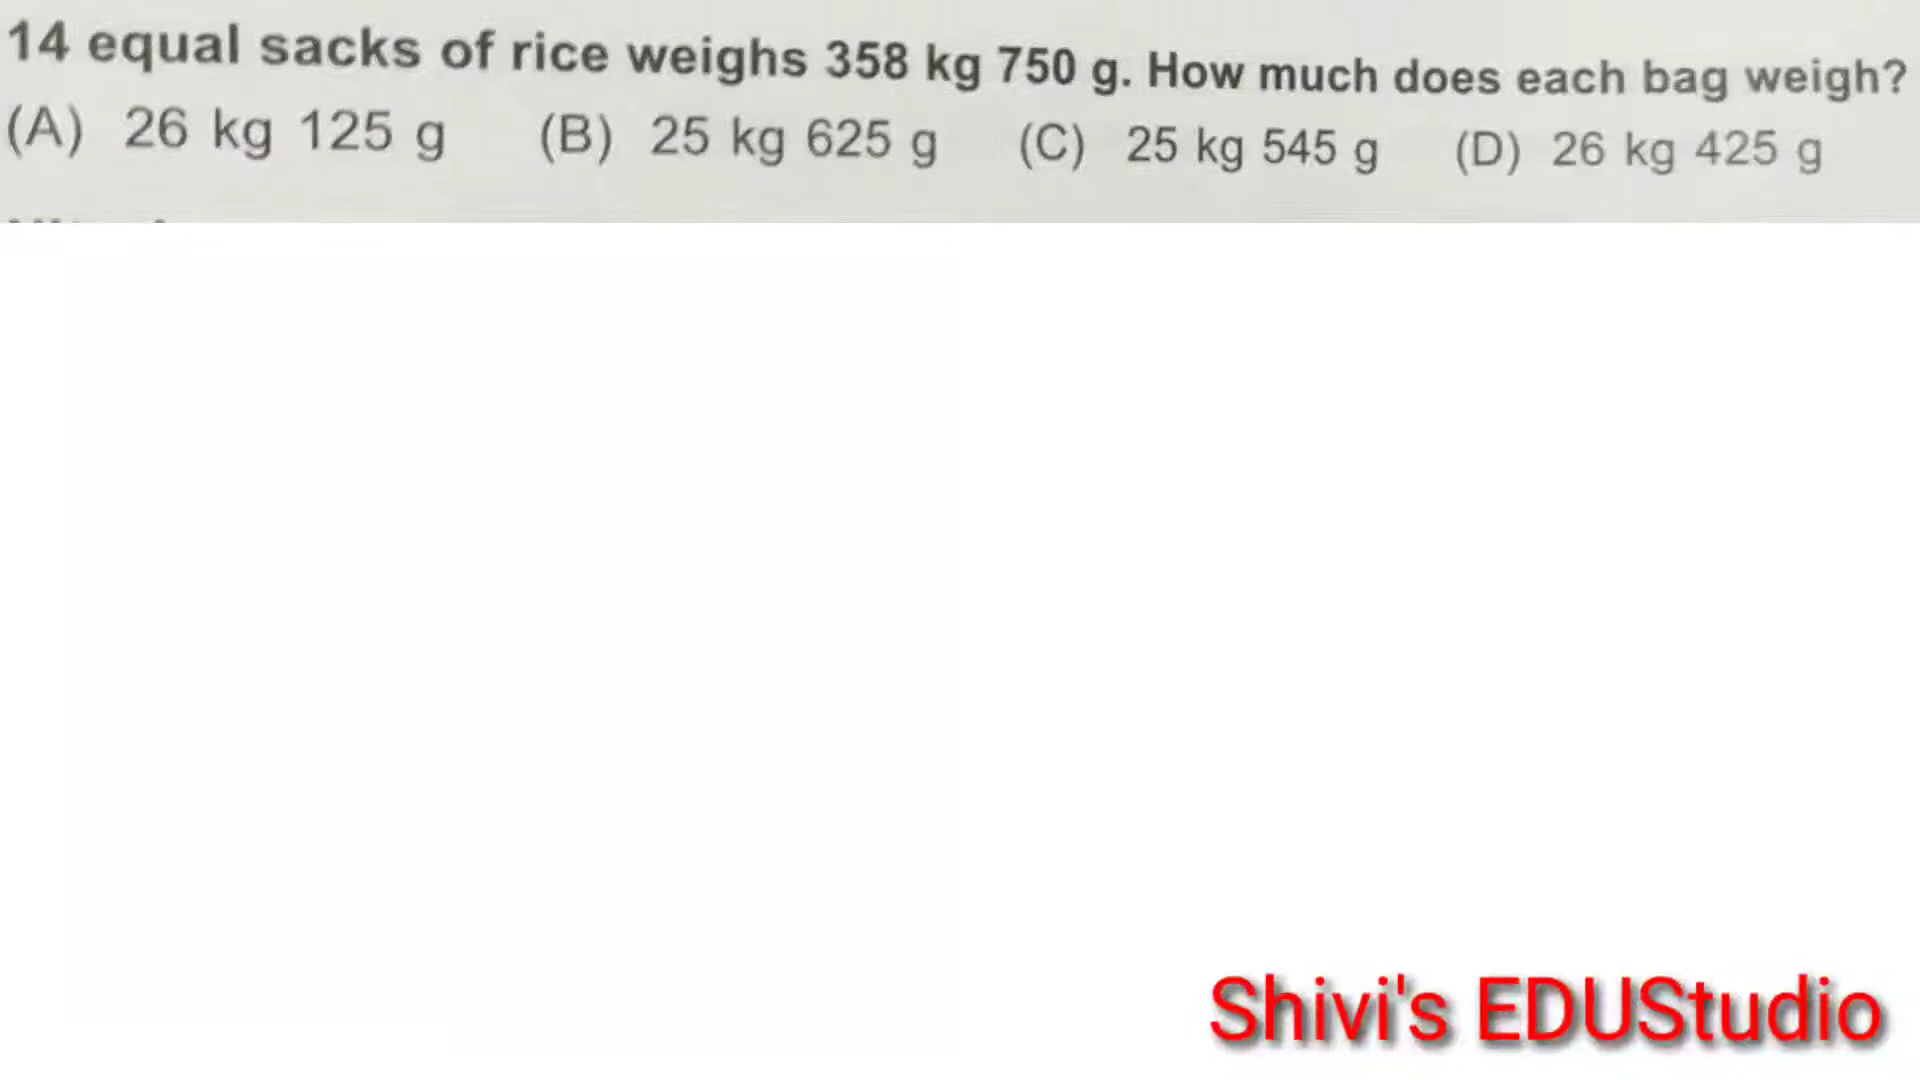 14 equal sacks of rice weighs 358 kg 750 g. How much does each bag weigh?
(A) 26 kg 125 g (B) 25 kg 625 g (C) 25 kg 545 g (D) 26 kg 425 g
Shivi's EDUStudio